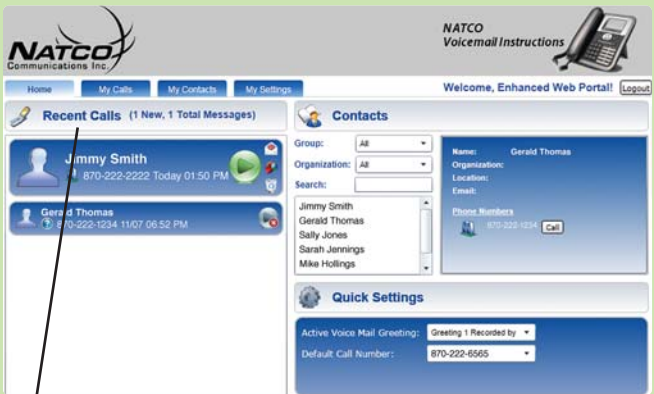 NATCO
Communications Inc.
NATCO
Voicemail Instructions
Home My Calls My Contacts My Settings
Welcome, Enhanced Web Portal! Logout
Recent Calls (1 New, 1 Total Messages)
Jimmy Smith
870-222-2222 Today 01:50 PM
Gerald Thomas
870-222-1234 11/07 06:52 PM
Contacts
Group: All
Organization: All
Search:
Jimmy Smith
Gerald Thomas
Sally Jones
Sarah Jennings
Mike Hollings
Name: Gerald Thomas
Organization:
Location:
Email:
Phone Numbers
870-222-1234 Call
Quick Settings
Active Voice Mail Greeting: Greeting 1 Recorded by
Default Call Number: 870-222-6565